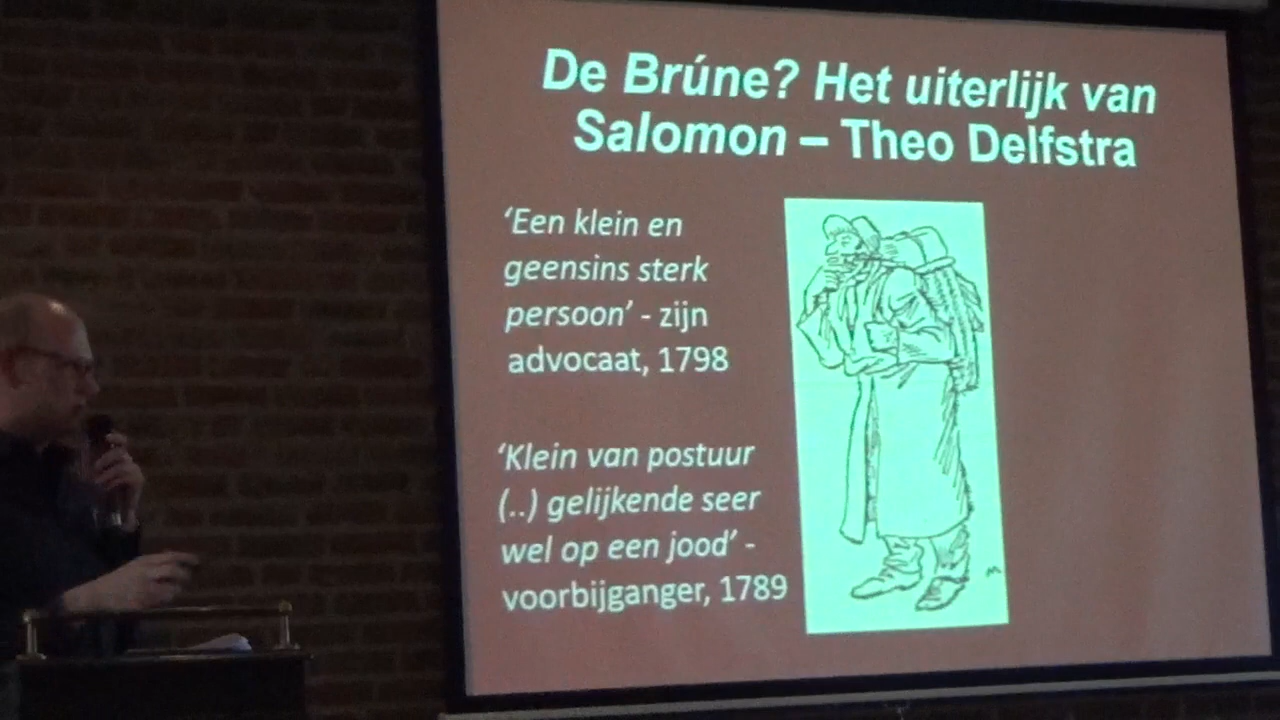 De Brúne? Het uiterlijk van
Salomon – Theo Delfstra
‘Een klein en
geensins sterk
persoon’ - zijn
advocaat, 1798
‘Klein van postuur
(..) gelijkende seer
wel op een jood’ -
voorbijganger, 1789